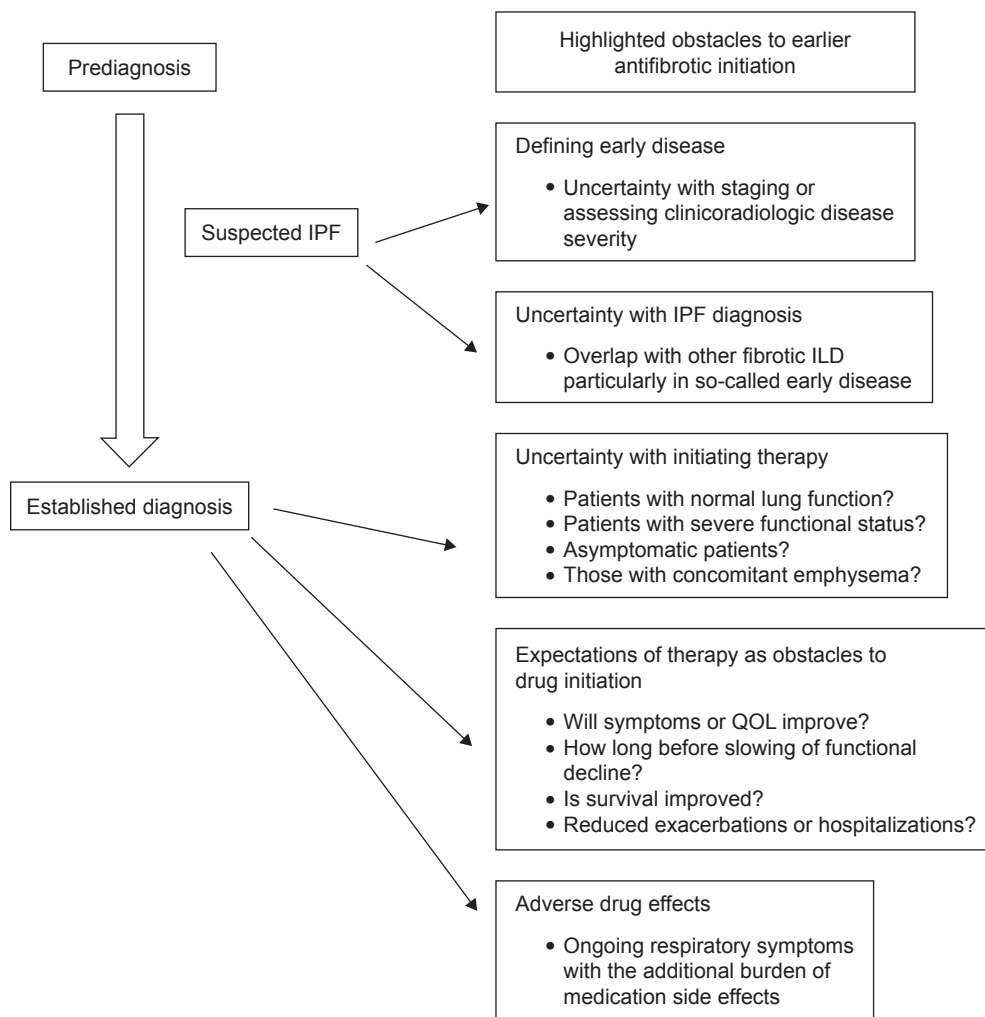 Prediagnosis
Highlighted obstacles to earlier
antifibrotic initiation
Suspected IPF
Defining early disease
• Uncertainty with staging or
assessing clinicoradiologic disease
severity
Uncertainty with IPF diagnosis
• Overlap with other fibrotic ILD
particularly in so-called early disease
Established diagnosis
Uncertainty with initiating therapy
• Patients with normal lung function?
• Patients with severe functional status?
• Asymptomatic patients?
• Those with concomitant emphysema?
Expectations of therapy as obstacles to
drug initiation
• Will symptoms or QOL improve?
• How long before slowing of functional
decline?
• Is survival improved?
• Reduced exacerbations or hospitalizations?
Adverse drug effects
• Ongoing respiratory symptoms
with the additional burden of
medication side effects